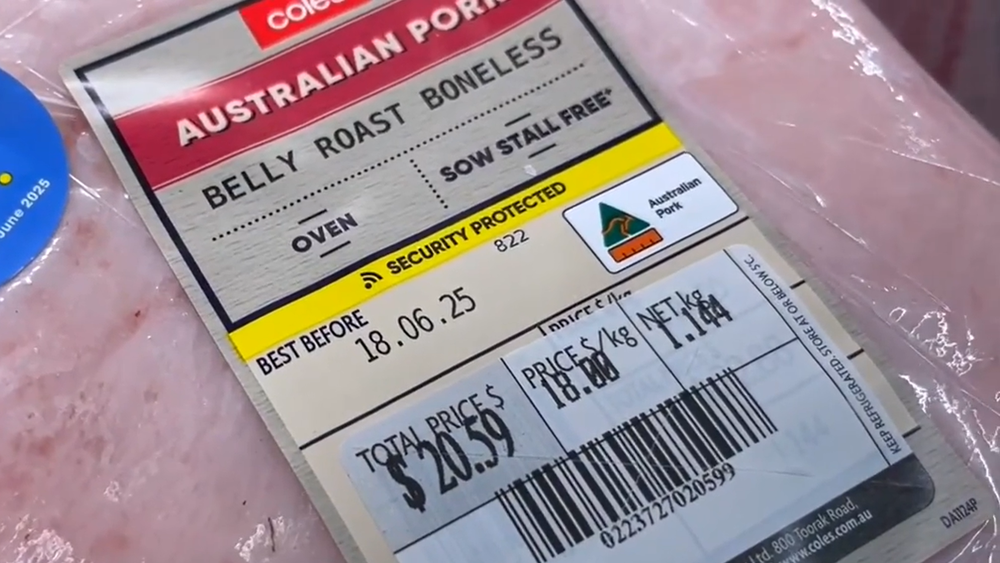 coles
AUSTRALIAN PORK
BELLY ROAST BONELESS
OVEN
SOW STALL FREE*
SECURITY PROTECTED
822
Australian
Pork
BEST BEFORE
18.06.25
PRICE $/kg
TOTAL PRICE $
$ 20.59
PRICE $/kg
18.00
NET kg
1.144
0223727020599
KEEP REFRIGERATED. STORE AT OR BELOW 5°C.
Ltd. 800 Toorak Road,
www.coles.com.au
DA1124P
June 2025